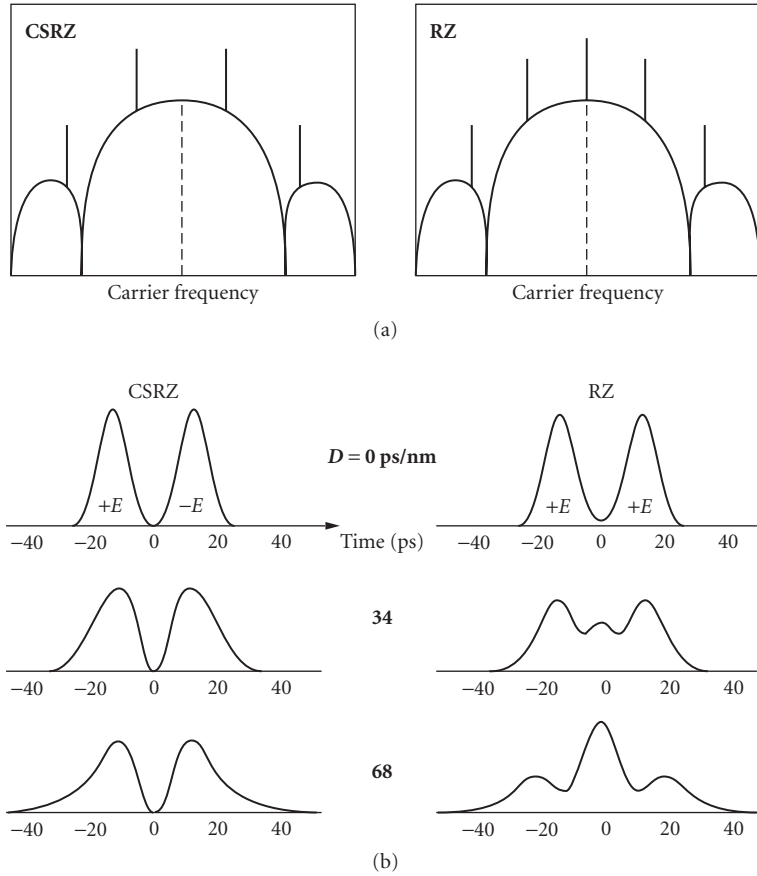 CSRZ RZ
Carrier frequency Carrier frequency
(a)
CSRZ RZ
D = 0 ps/nm
+E −E +E +E
−40 −20 0 20 40 Time (ps) −40 −20 0 20 40
34
−40 −20 0 20 40 −40 −20 0 20 40
68
−40 −20 0 20 40 −40 −20 0 20 40
(b)